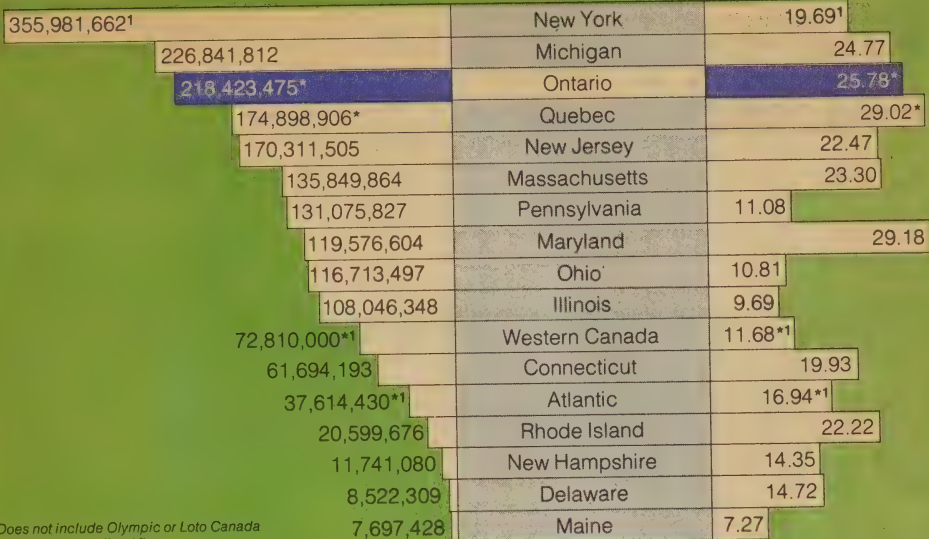 355,981,662¹ New York 19.69¹
226,841,812 Michigan 24.77
218,423,475* Ontario 25.78*
174,898,906* Quebec 29.02*
170,311,505 New Jersey 22.47
135,849,864 Massachusetts 23.30
131,075,827 Pennsylvania 11.08
119,576,604 Maryland 29.18
116,713,497 Ohio 10.81
108,046,348 Illinois 9.69
72,810,000*¹ Western Canada 11.68*¹
61,694,193 Connecticut 19.93
37,614,430*¹ Atlantic 16.94*¹
20,599,676 Rhode Island 22.22
11,741,080 New Hampshire 14.35
8,522,309 Delaware 14.72
Does not include Olympic or Loto Canada
7,697,428 Maine 7.27